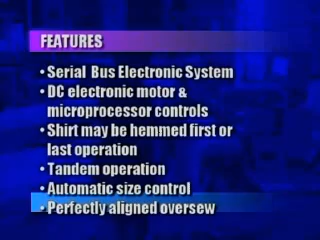 FEATURES
• Serial Bus Electronic System
• DC electronic motor &
microprocessor controls
• Shirt may be hemmed first or
last operation
• Tandem operation
• Automatic size control
• Perfectly aligned oversew